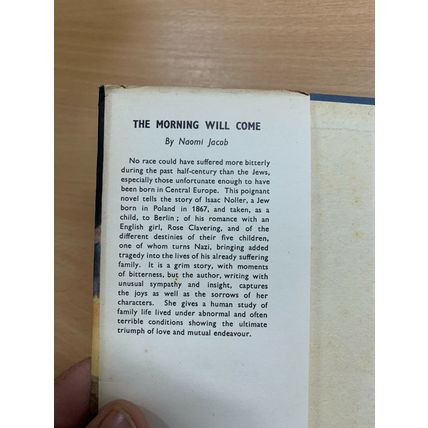 THE MORNING WILL COME
By Naomi Jacob
No race could have suffered more bitterly
during the past half-century than the Jews,
especially those unfortunate enough to have
been born in Central Europe. This poignant
novel tells the story of Isaac Noller, a Jew
born in Poland in 1867, and taken, as a
child, to Berlin; of his romance with an
English girl, Rose Clavering, and of the
different destinies of their five children,
one of whom turns Nazi, bringing added
tragedy into the lives of his already suffering
family. It is a grim story, with moments
of bitterness, but the author, writing with
unusual sympathy and insight, captures
the joys as well as the sorrows of her
characters. She gives a human study of
family life lived under abnormal and often
terrible conditions showing the ultimate
triumph of love and mutual endeavour.